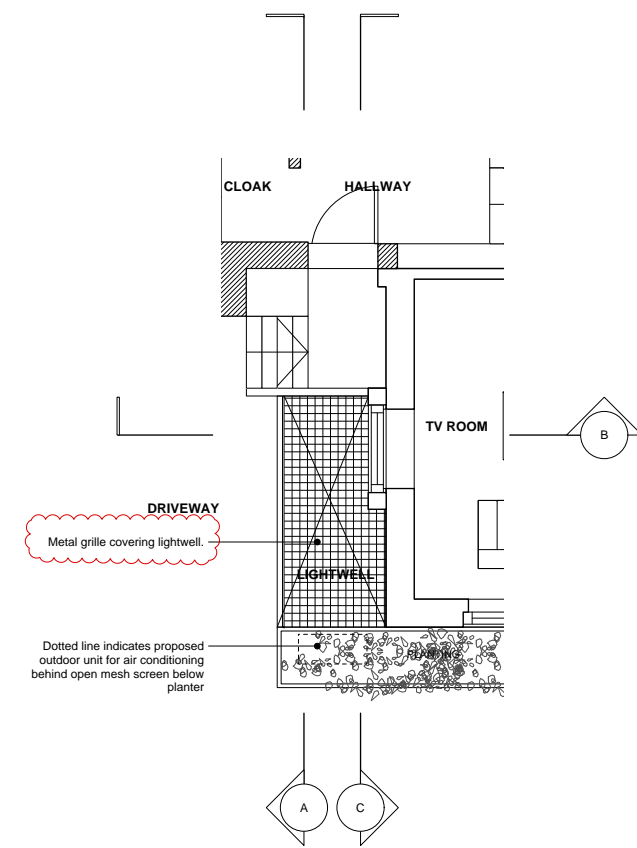 CLOAK
HALLWAY
TV ROOM
B
DRIVEWAY
Metal grille covering lightwell.
LIGHTWELL
Dotted line indicates proposed
outdoor unit for air conditioning
behind open mesh screen below
planter
PLANTING
A
C